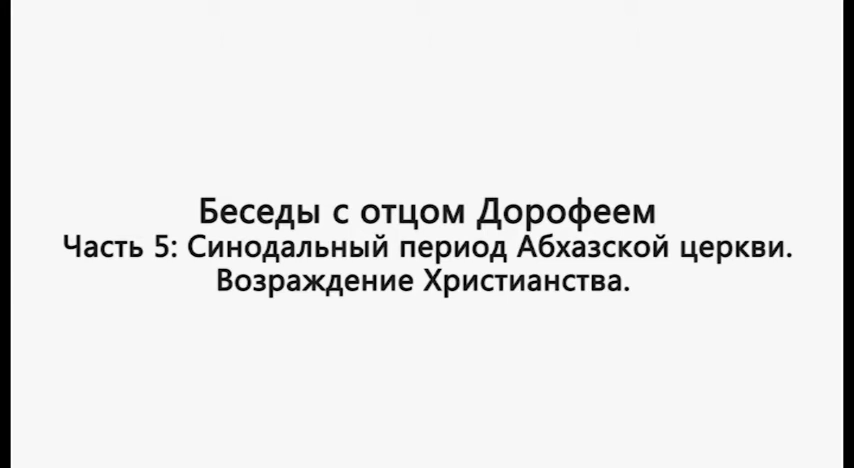 Беседы с отцом Дорофеем
Часть 5: Синодальный период Абхазской церкви.
Возраждение Христианства.